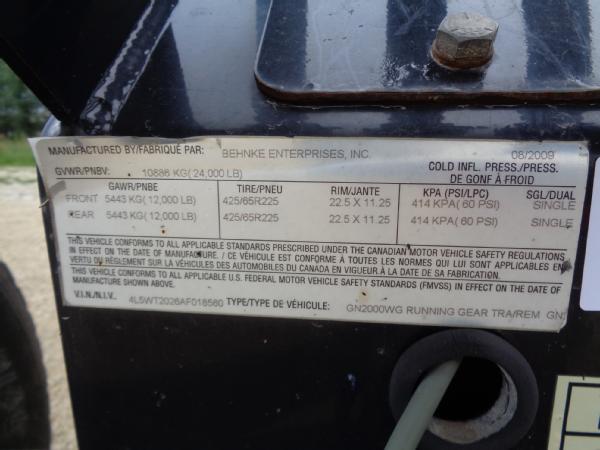 MANUFACTURED BY/FABRIQUÉ PAR: BEHNKE ENTERPRISES, INC. 08/2009
GVWR/PNBV: 10886 KG(24,000 LB) COLD INFL. PRESS./PRESS.
DE GONF À FROID
GAWR/PNBE TIRE/PNEU RIM/JANTE KPA (PSI/LPC) SGL/DUAL
FRONT 5443 KG(12,000 LB) 425/65R225 22.5 X 11.25 414 KPA( 60 PSI) SINGLE
REAR 5443 KG(12,000 LB) 425/65R225 22.5 X 11.25 414 KPA( 60 PSI) SINGLE
THIS VEHICLE CONFORMS TO ALL APPLICABLE STANDARDS PRESCRIBED UNDER THE CANADIAN MOTOR VEHICLE SAFETY REGULATIONS
IN EFFECT ON THE DATE OF MANUFACTURE. / CE VÉHICULE EST CONFORME À TOUTES LES NORMES QUI LUI SONT APPLICABLES EN
VERTU DU RÈGLEMENT SUR LA SÉCURITÉ DES VÉHICULES AUTOMOBILES DU CANADA EN VIGUEUR À LA DATE DE SA FABRICATION.
THIS VEHICLE CONFORMS TO ALL APPLICABLE U.S. FEDERAL MOTOR VEHICLE SAFETY STANDARDS (FMVSS) IN EFFECT ON THE DATE OF
MANUFACTURE SHOWN ABOVE.
V.I.N./N.I.V. 4L5WT2026AF018560 TYPE/TYPE DE VÉHICULE: GN2000WG RUNNING GEAR TRA/REM GN